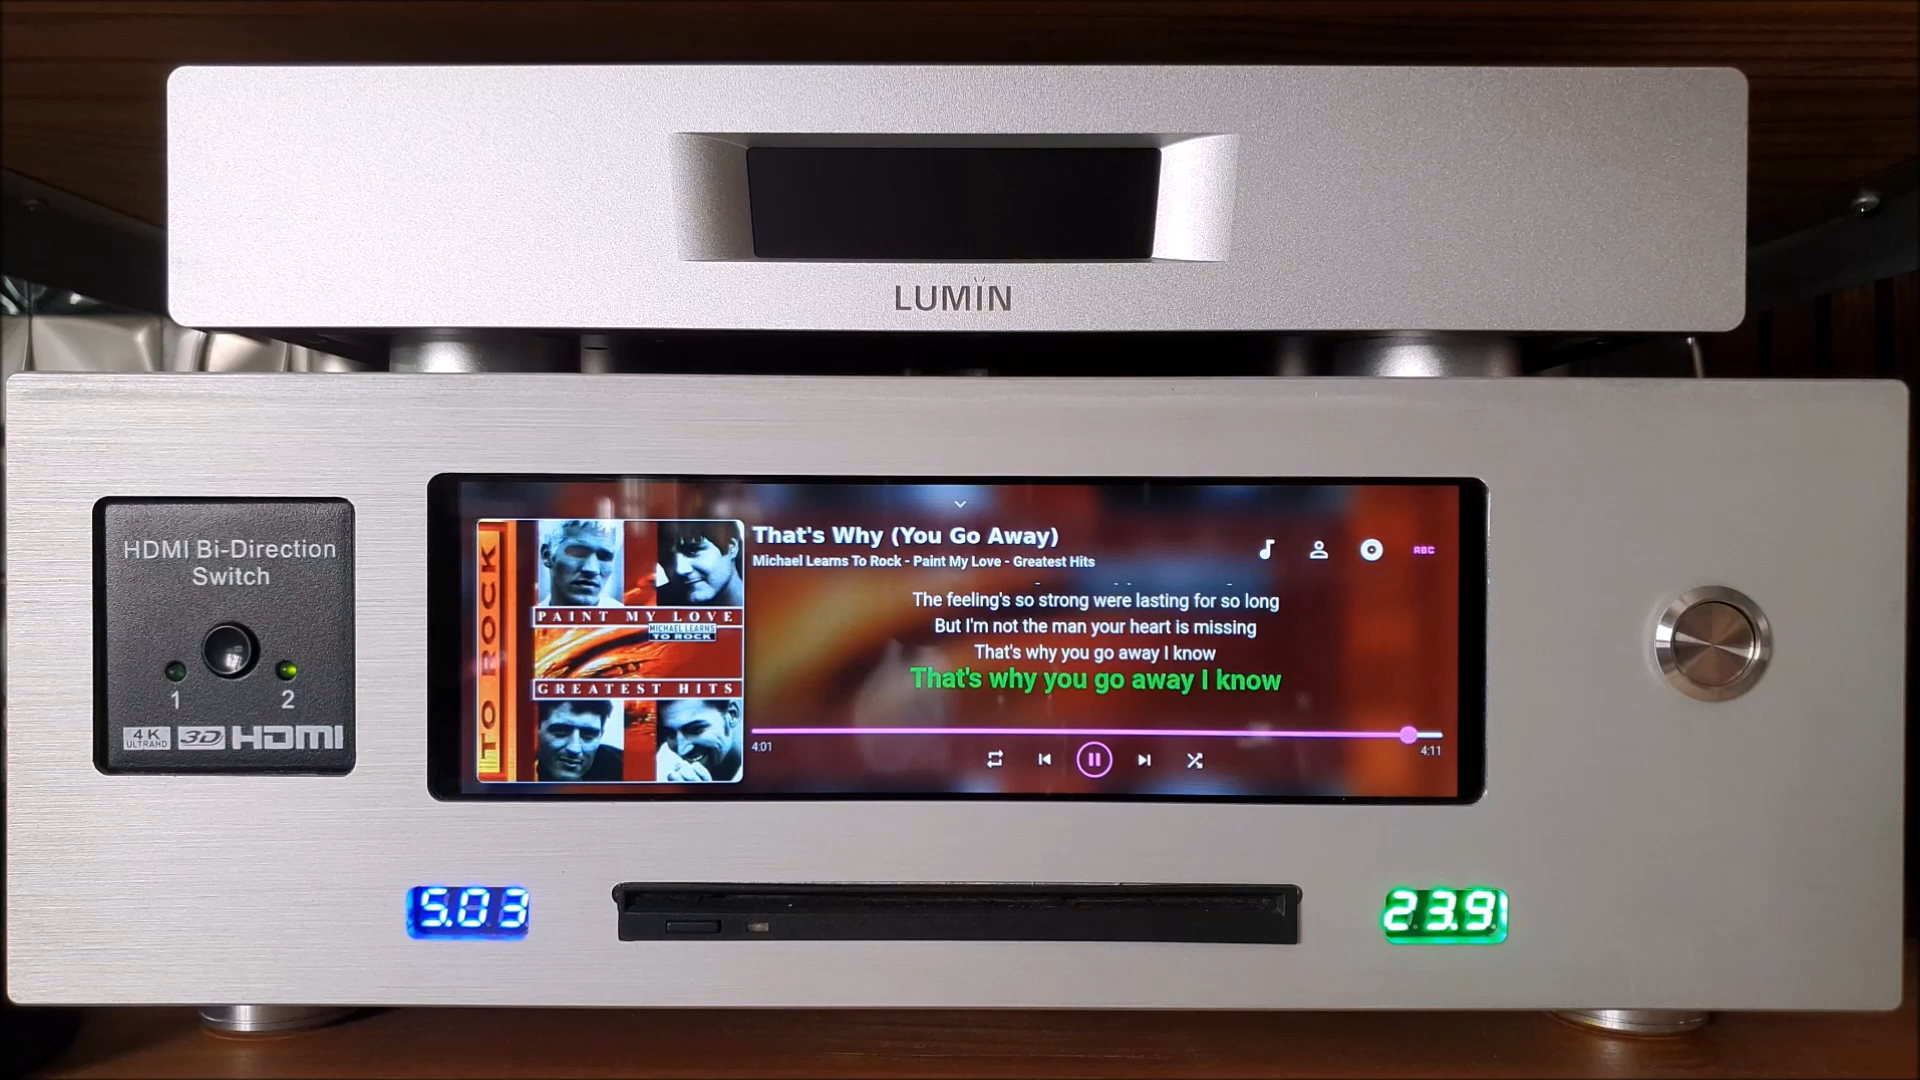 LUMÏN
HDMI Bi-Direction
Switch
1
2
4K
ULTRAHD
3D
HDMI
TO ROCK
PAINT MY LOVE
MICHAEL LEARNS
TO ROCK
GREATEST HITS
That's Why (You Go Away)
Michael Learns To Rock - Paint My Love - Greatest Hits
ABC
The feeling's so strong were lasting for so long
But I'm not the man your heart is missing
That's why you go away I know
That's why you go away I know
4:01
4:11
5.03
23.9